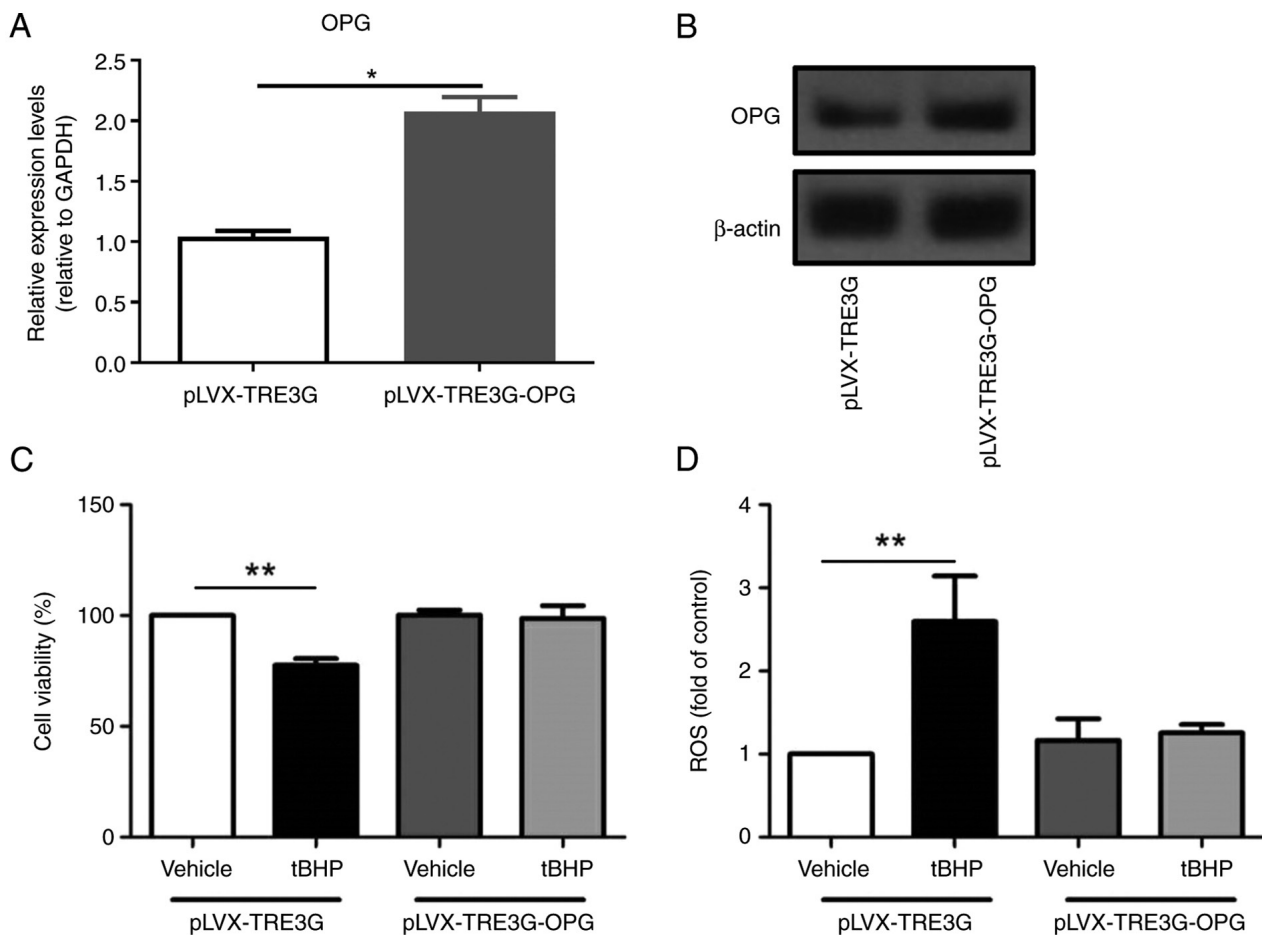 A
OPG
Relative expression levels
(relative to GAPDH)
2.5
2.0
1.5
1.0
0.5
0.0
*
pLVX-TRE3G
pLVX-TRE3G-OPG
B
OPG
β-actin
pLVX-TRE3G
pLVX-TRE3G-OPG
C
Cell viability (%)
150
100
50
0
**
Vehicle
tBHP
Vehicle
tBHP
pLVX-TRE3G
pLVX-TRE3G-OPG
D
ROS (fold of control)
4
3
2
1
0
**
Vehicle
tBHP
Vehicle
tBHP
pLVX-TRE3G
pLVX-TRE3G-OPG